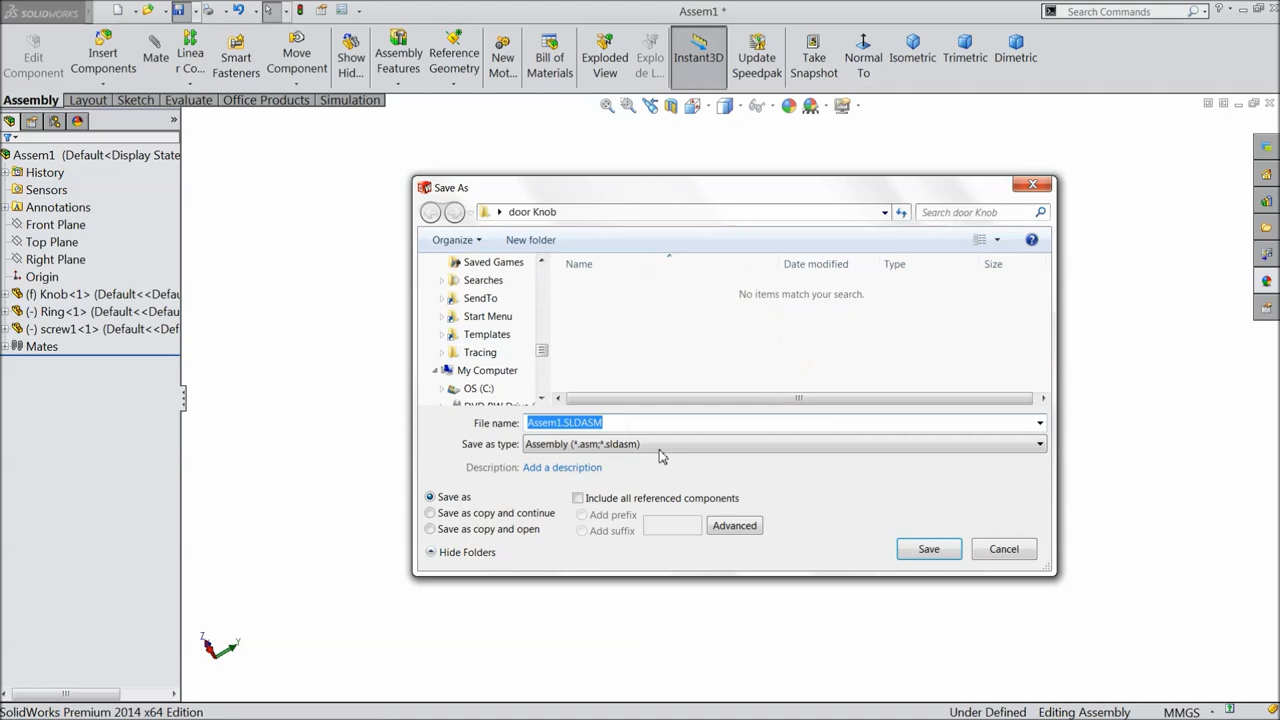 SOLIDWORKS
Assem1 *
Search Commands
Edit Component
Insert Components
Mate
Linea r Co...
Smart Fasteners
Move Component
Show Hid...
Assembly Features
Reference Geometry
New Mot...
Bill of Materials
Exploded View
Explo de L...
Instant3D
Update Speedpak
Take Snapshot
Normal To
Isometric
Trimetric
Dimetric
Assembly
Layout
Sketch
Evaluate
Office Products
Simulation
Assem1 (Default<Display State
History
Sensors
Annotations
Front Plane
Top Plane
Right Plane
Origin
(f) Knob<1> (Default<<Defau
(-) Ring<1> (Default<<Defau
(-) screw1<1> (Default<<Def
Mates
Save As
door Knob
Search door Knob
Organize
New folder
Saved Games
Searches
SendTo
Start Menu
Templates
Tracing
My Computer
OS (C:)
Name
Date modified
Type
Size
No items match your search.
File name:
Assem1.SLDASM
Save as type:
Assembly (*.asm;*.sldasm)
Description:
Add a description
Save as
Save as copy and continue
Save as copy and open
Include all referenced components
Add prefix
Add suffix
Advanced
Hide Folders
Save
Cancel
Z
Y
SolidWorks Premium 2014 x64 Edition
Under Defined
Editing Assembly
MMGS